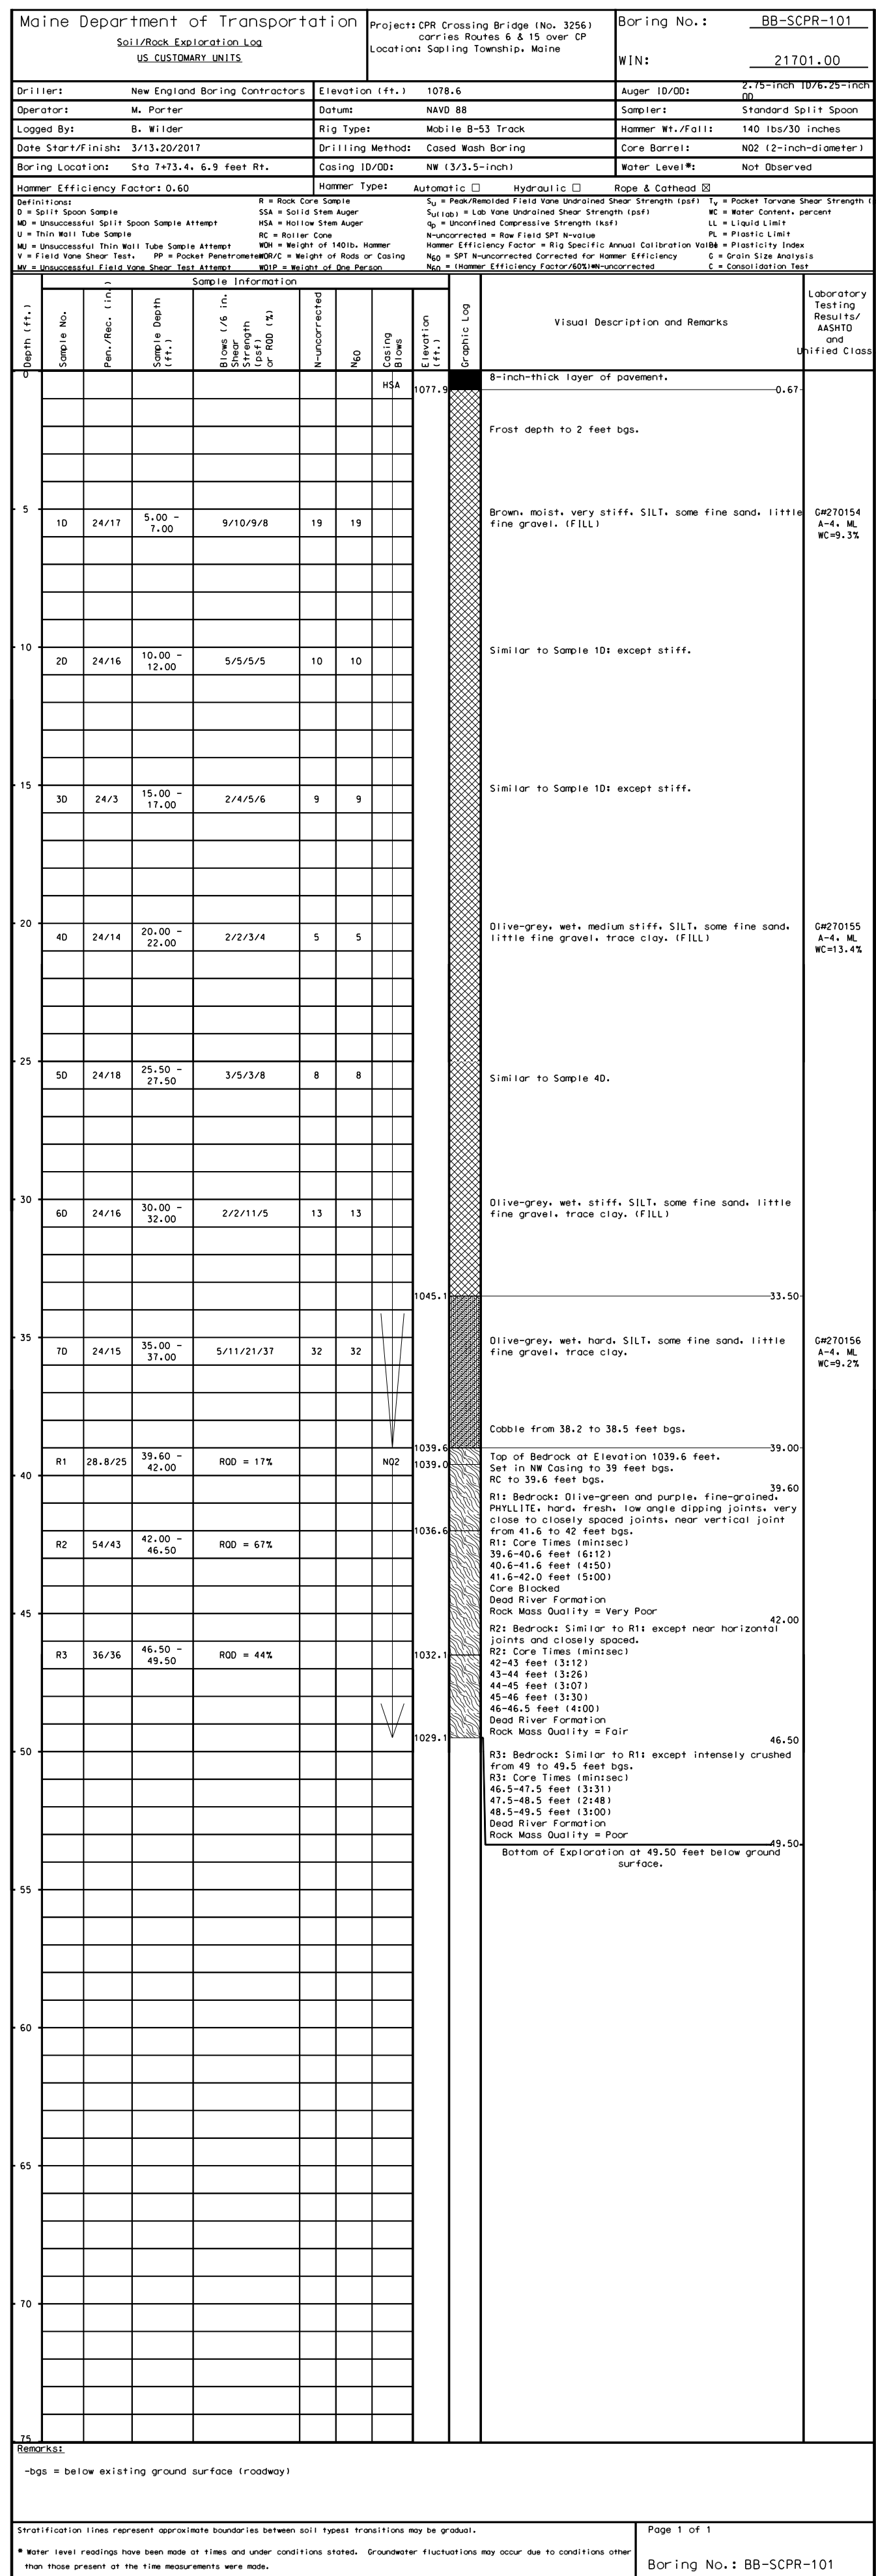 Maine Department of Transportation
Soil/Rock Exploration Log
US CUSTOMARY UNITS
Project: CPR Crossing Bridge (No. 3256)
carries Routes 6 & 15 over CP
Location: Sapling Township, Maine
Boring No.: BB-SCPR-101
WIN: 21701.00
Driller: New England Boring Contractors Elevation (ft.) 1078.6 Auger ID/OD: 2.75-inch ID/6.25-inch OD
Operator: M. Porter Datum: NAVD 88 Sampler: Standard Split Spoon
Logged By: B. Wilder Rig Type: Mobile B-53 Track Hammer Wt./Fall: 140 lbs/30 inches
Date Start/Finish: 3/13,20/2017 Drilling Method: Cased Wash Boring Core Barrel: NQ2 (2-inch-diameter)
Boring Location: Sta 7+73.4, 6.9 feet Rt. Casing ID/OD: NW (3/3.5-inch) Water Level*: Not Observed
Hammer Efficiency Factor: 0.60 Hammer Type: Automatic ☐ Hydraulic ☐ Rope & Cathead ☒
Definitions:
D = Split Spoon Sample
MD = Unsuccessful Split Spoon Sample Attempt
U = Thin Wall Tube Sample
MU = Unsuccessful Thin Wall Tube Sample Attempt
V = Field Vane Shear Test, PP = Pocket Penetrometer
MV = Unsuccessful Field Vane Shear Test Attempt
R = Rock Core Sample
SSA = Solid Stem Auger
HSA = Hollow Stem Auger
RC = Roller Cone
WOH = Weight of 140lb. Hammer
WOR/C = Weight of Rods or Casing
WO1P = Weight of One Person
Su = Peak/Remolded Field Vane Undrained Shear Strength (psf)
Su(lab) = Lab Vane Undrained Shear Strength (psf)
qp = Unconfined Compressive Strength (ksf)
N-uncorrected = Raw Field SPT N-value
Hammer Efficiency Factor = Rig Specific Annual Calibration Value
N60 = SPT N-uncorrected Corrected for Hammer Efficiency
N60 = (Hammer Efficiency Factor/60%)*N-uncorrected
Tv = Pocket Torvane Shear Strength (
WC = Water Content, percent
LL = Liquid Limit
PL = Plastic Limit
PI = Plasticity Index
G = Grain Size Analysis
C = Consolidation Test
Sample Information
Depth (ft.)
Sample No.
Pen./Rec. (in.)
Sample Depth (ft.)
Blows (/6 in.) Shear Strength (psf) or RQD (%)
N-uncorrected
N60
Casing Blows
Elevation (ft.)
Graphic Log
Visual Description and Remarks
Laboratory Testing Results/ AASHTO and Unified Class
0
HSA
8-inch-thick layer of pavement.
1077.9 0.67
Frost depth to 2 feet bgs.
5
1D 24/17 5.00 - 7.00 9/10/9/8 19 19
Brown, moist, very stiff, SILT, some fine sand, little
fine gravel. (FILL)
G#270154
A-4, ML
WC=9.3%
10
2D 24/16 10.00 - 12.00 5/5/5/5 10 10
Similar to Sample 1D; except stiff.
15
3D 24/3 15.00 - 17.00 2/4/5/6 9 9
Similar to Sample 1D; except stiff.
20
4D 24/14 20.00 - 22.00 2/2/3/4 5 5
Olive-grey, wet, medium stiff, SILT, some fine sand,
little fine gravel, trace clay. (FILL)
G#270155
A-4, ML
WC=13.4%
25
5D 24/18 25.50 - 27.50 3/5/3/8 8 8
Similar to Sample 4D.
30
6D 24/16 30.00 - 32.00 2/2/11/5 13 13
Olive-grey, wet, stiff, SILT, some fine sand, little
fine gravel, trace clay. (FILL)
1045.1 33.50
35
7D 24/15 35.00 - 37.00 5/11/21/37 32 32
Olive-grey, wet, hard, SILT, some fine sand, little
fine gravel, trace clay.
G#270156
A-4, ML
WC=9.2%
Cobble from 38.2 to 38.5 feet bgs.
1039.6 39.00
R1 28.8/25 39.60 - 42.00 RQD = 17% NQ2 1039.0
40
Top of Bedrock at Elevation 1039.6 feet.
Set in NW Casing to 39 feet bgs.
RC to 39.6 feet bgs.
39.60
R1: Bedrock: Olive-green and purple, fine-grained,
PHYLLITE, hard, fresh, low angle dipping joints, very
close to closely spaced joints, near vertical joint
from 41.6 to 42 feet bgs.
R1: Core Times (min:sec)
39.6-40.6 feet (6:12)
40.6-41.6 feet (4:50)
41.6-42.0 feet (5:00)
Core Blocked
Dead River Formation
Rock Mass Quality = Very Poor
42.00
1036.6
R2 54/43 42.00 - 46.50 RQD = 67%
45
R2: Bedrock: Similar to R1; except near horizontal
joints and closely spaced.
R2: Core Times (min:sec)
42-43 feet (3:12)
43-44 feet (3:26)
44-45 feet (3:07)
45-46 feet (3:30)
46-46.5 feet (4:00)
Dead River Formation
Rock Mass Quality = Fair
46.50
R3 36/36 46.50 - 49.50 RQD = 44% 1032.1
1029.1
50
R3: Bedrock: Similar to R1; except intensely crushed
from 49 to 49.5 feet bgs.
R3: Core Times (min:sec)
46.5-47.5 feet (3:31)
47.5-48.5 feet (2:48)
48.5-49.5 feet (3:00)
Dead River Formation
Rock Mass Quality = Poor
49.50
Bottom of Exploration at 49.50 feet below ground
surface.
55
60
65
70
75
Remarks:
-bgs = below existing ground surface (roadway)
Stratification lines represent approximate boundaries between soil types; transitions may be gradual.
* Water level readings have been made at times and under conditions stated. Groundwater fluctuations may occur due to conditions other
than those present at the time measurements were made.
Page 1 of 1
Boring No.: BB-SCPR-101